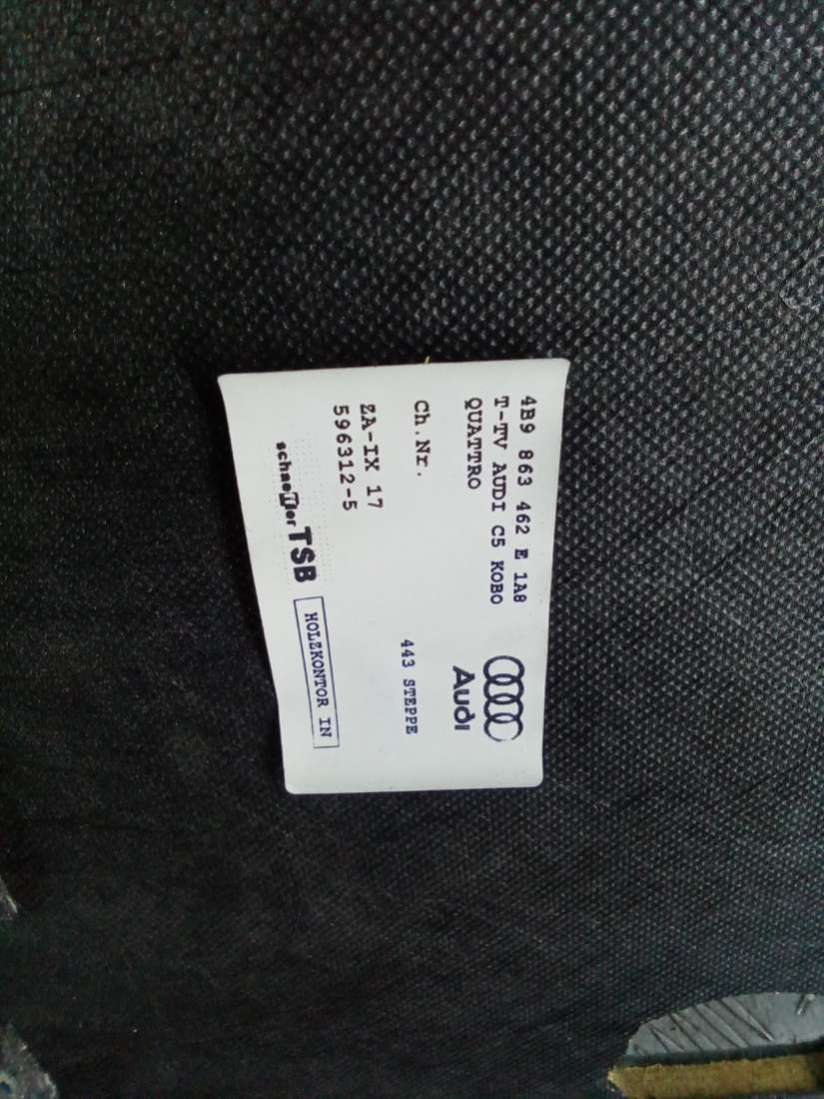 4B9 863 462 E 1A8
T-TV AUDI C5 KOBO
QUATTRO
Audi
Ch.Nr.
443 STEPPE
ZA-IX 17
596312-5
schaeffler TSB
HOLZKONTOR IN